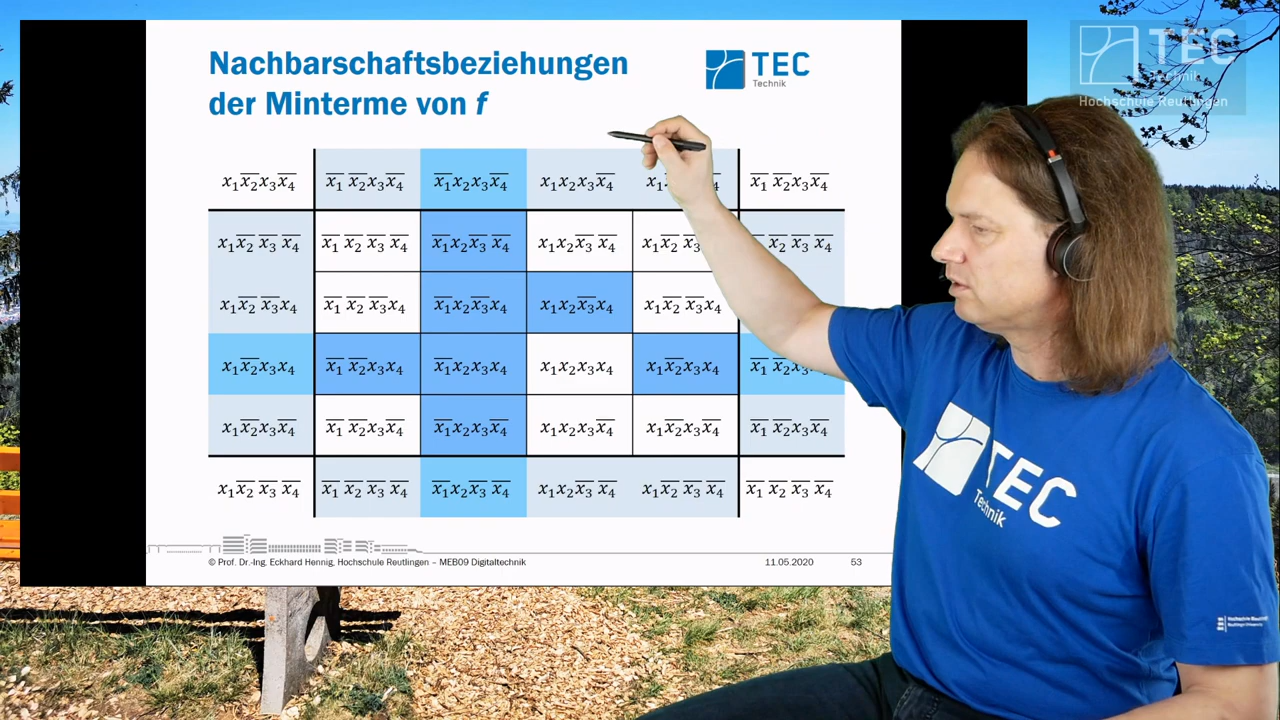 Nachbarschaftsbeziehungen
der Minterme von f
TEC
Technik
TEC
Technik
Hochschule Reutlingen
x₁x̅₂x₃x̅₄ x̅₁x̅₂x₃x̅₄ x̅₁x₂x₃x̅₄ x₁x₂x₃x̅₄ x̅₁x̅₂x₃x̅₄
x₁x̅₂x̅₃x̅₄ x̅₁x̅₂x̅₃x̅₄ x̅₁x₂x̅₃x̅₄ x₁x₂x̅₃x̅₄
x₁x̅₂x̅₃x₄ x̅₁x̅₂x̅₃x₄ x̅₁x₂x̅₃x₄ x₁x₂x̅₃x₄ x₁x̅₂x̅₃x₄
x₁x̅₂x₃x₄ x̅₁x̅₂x₃x₄ x̅₁x₂x₃x₄ x₁x₂x₃x₄ x₁x̅₂x₃x₄ x̅₁x̅₂x₃x₄
x₁x̅₂x₃x̅₄ x̅₁x̅₂x₃x̅₄ x̅₁x₂x₃x̅₄ x₁x₂x₃x̅₄ x₁x̅₂x₃x̅₄ x̅₁x̅₂x₃x̅₄
x₁x̅₂x̅₃x̅₄ x̅₁x̅₂x̅₃x̅₄ x̅₁x₂x̅₃x̅₄ x₁x₂x̅₃x̅₄ x₁x̅₂x̅₃x̅₄ x̅₁x̅₂x̅₃x̅₄
© Prof. Dr.-Ing. Eckhard Hennig, Hochschule Reutlingen – MEB09 Digitaltechnik 11.05.2020 53
TEC
Technik